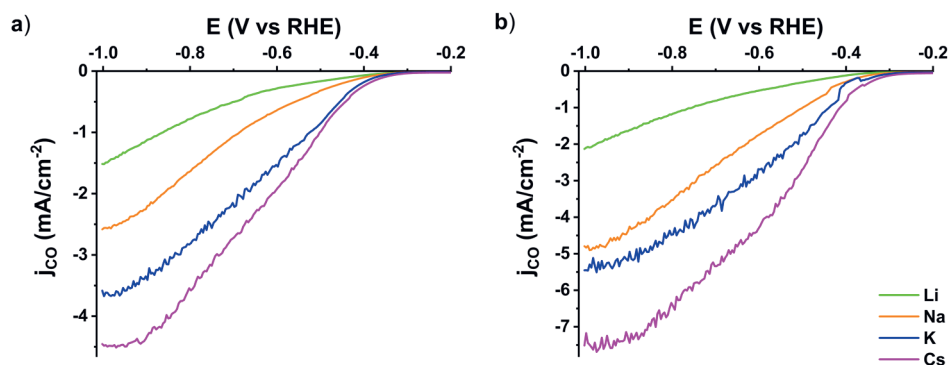 a)
E (V vs RHE)
-1.0 -0.8 -0.6 -0.4 -0.2
0
-1
-2
-3
-4
j_CO (mA/cm⁻²)
b)
E (V vs RHE)
-1.0 -0.8 -0.6 -0.4 -0.2
0
-1
-2
-3
-4
-5
-6
-7
j_CO (mA/cm⁻²)
Li
Na
K
Cs